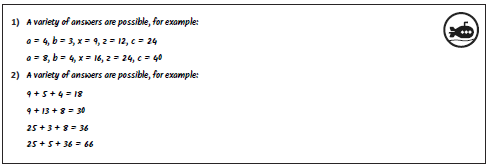 1) A variety of answers are possible, for example:
a = 4, b = 3, x = 9, z = 12, c = 24
a = 8, b = 4, x = 16, z = 24, c = 40
2) A variety of answers are possible, for example:
9 + 5 + 4 = 18
9 + 13 + 8 = 30
25 + 3 + 8 = 36
25 + 5 + 36 = 66